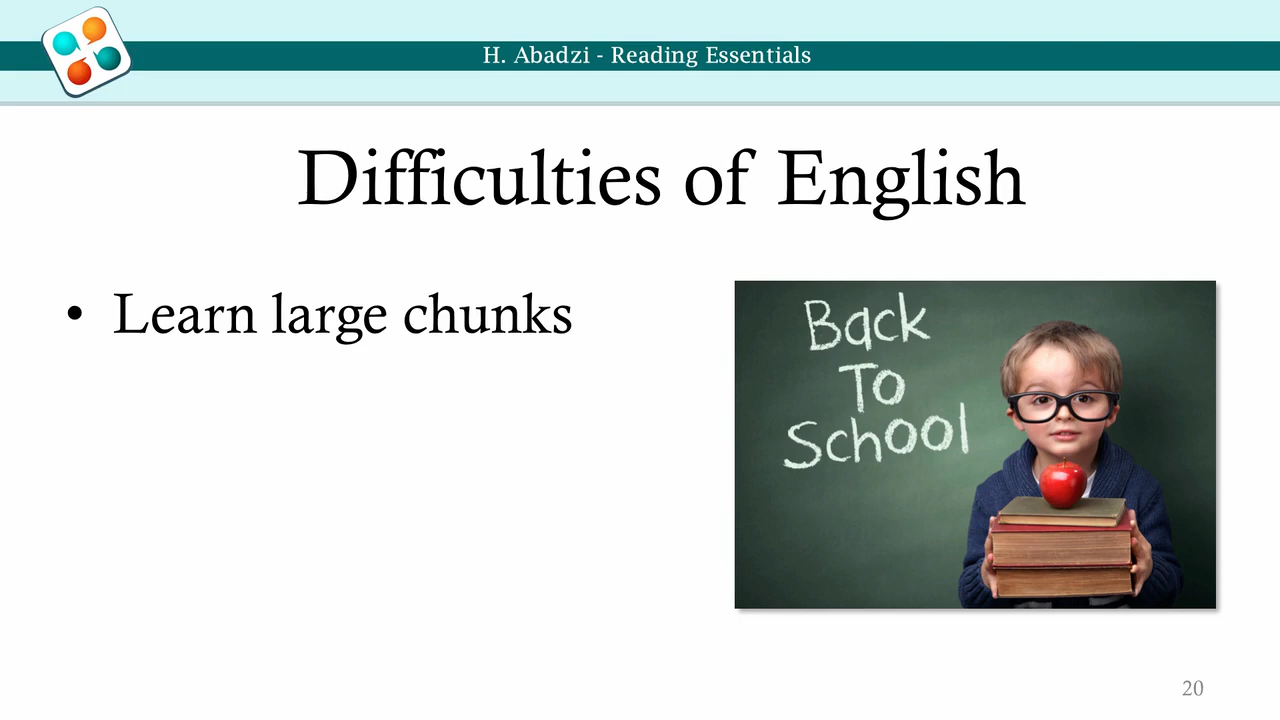 H. Abadzi - Reading Essentials
Difficulties of English
• Learn large chunks
Back
To
School
20